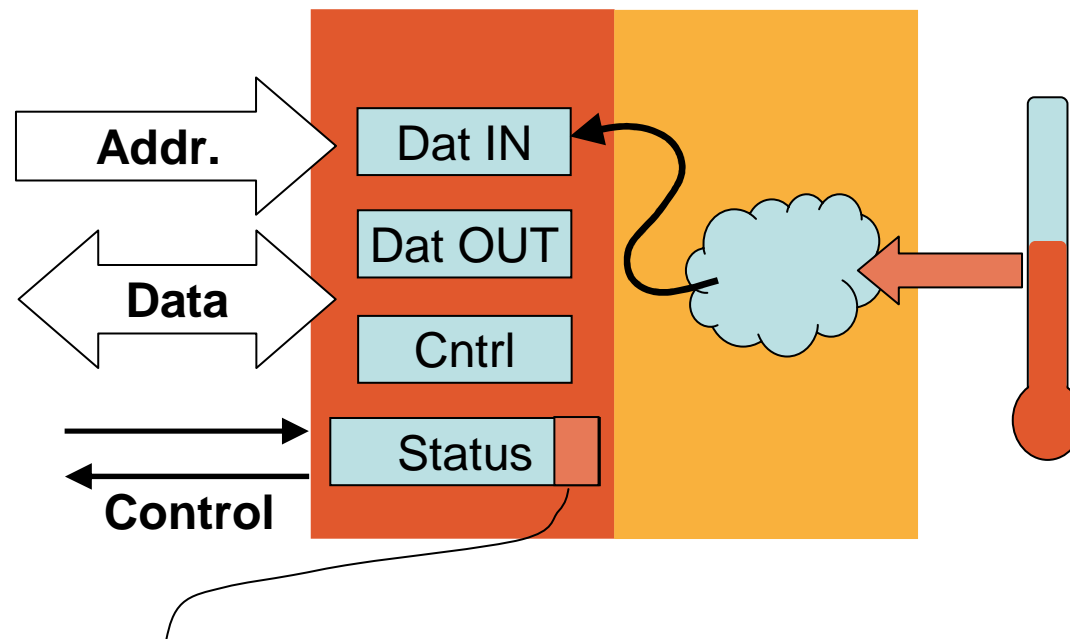 Addr.
Dat IN
Dat OUT
Data
Cntrl
Status
Control